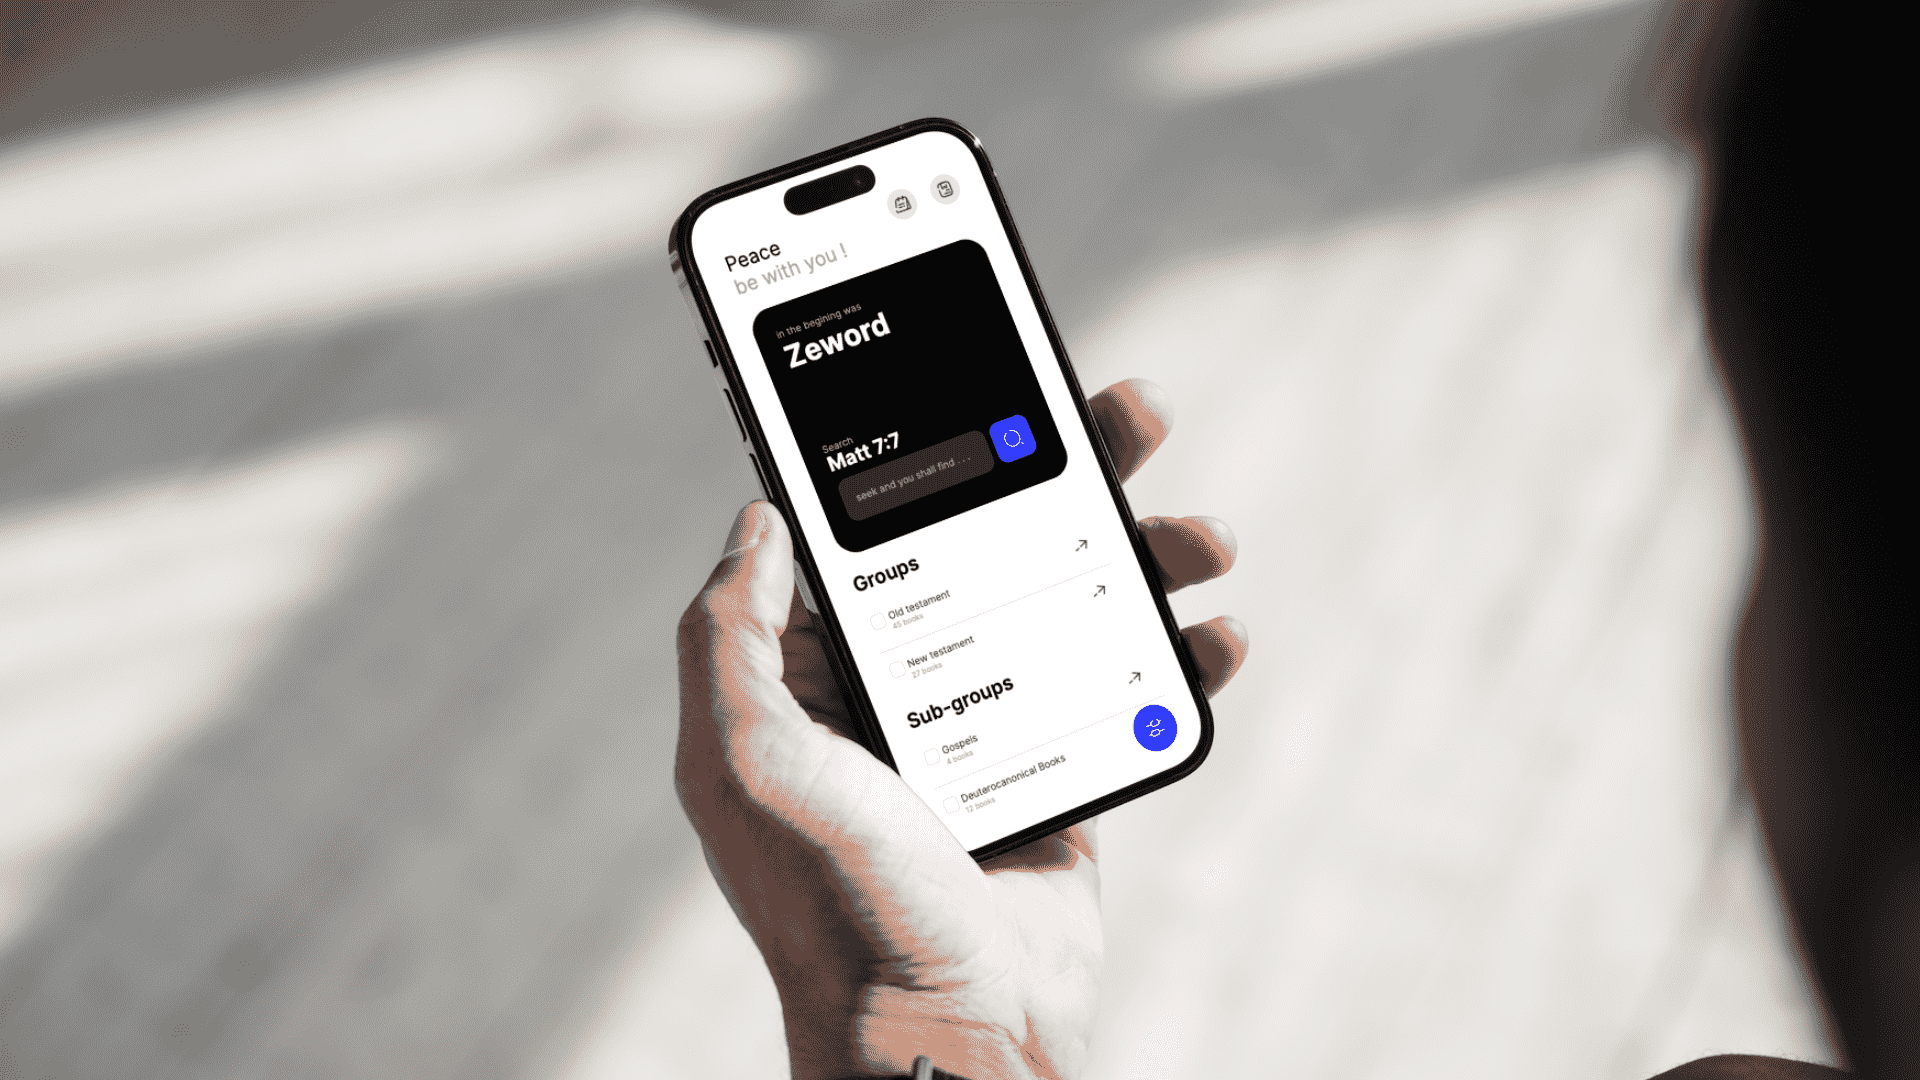 Peace
be with you !
in the begining was
Zeword
Search
Matt 7:7
seek and you shall find . . .
Groups
Old testament
45 books
New testament
27 books
Sub-groups
Gospels
4 books
Deuterocanonical Books
12 books